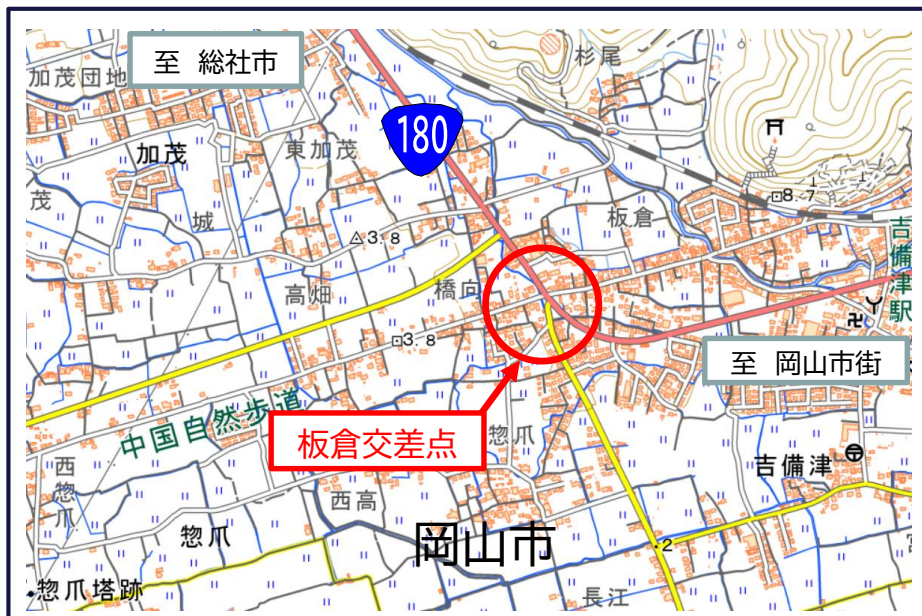 至 総社市
杉尾
加茂団地
180
加茂
東加茂
茂
城
8.7
板倉
3.8
吉備津駅
高畑
橋向
3.8
至 岡山市街
中国自然歩道
板倉交差点
惣爪
西惣爪
吉備津
西高
惣爪
岡山市
2
惣爪塔跡
長江